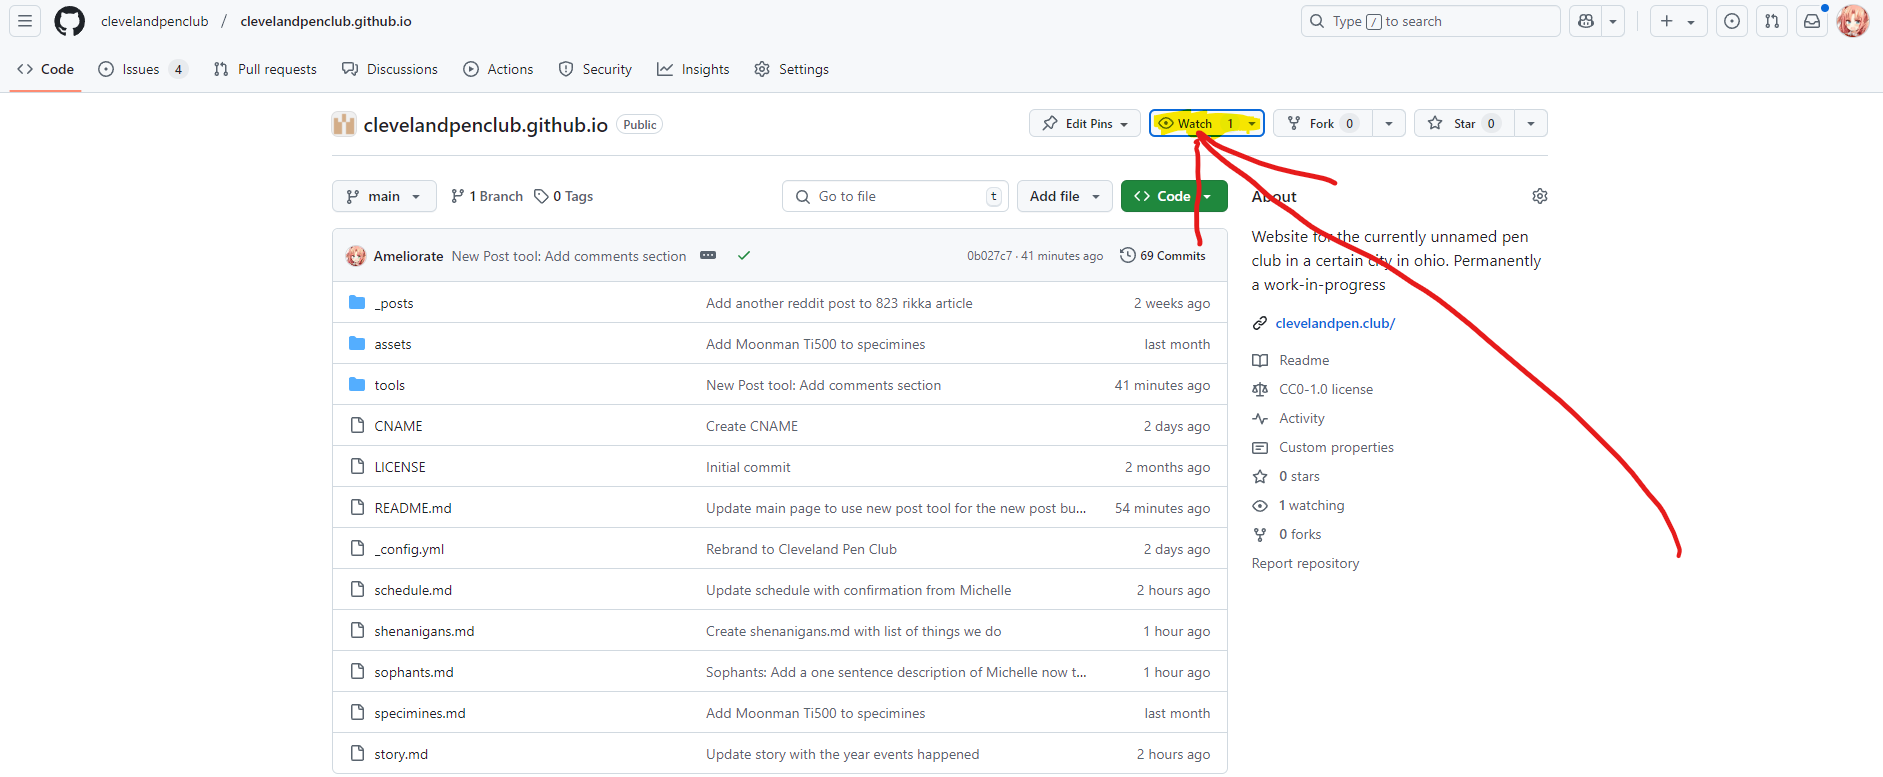 clevelandpenclub / clevelandpenclub.github.io Type / to search
Code Issues 4 Pull requests Discussions Actions Security Insights Settings
clevelandpenclub.github.io Public Edit Pins Watch 1 Fork 0 Star 0
main 1 Branch 0 Tags Go to file t Add file Code
Ameliorate New Post tool: Add comments section 0b027c7 · 41 minutes ago 69 Commits
_posts Add another reddit post to 823 rikka article 2 weeks ago
assets Add Moonman Ti500 to specimines last month
tools New Post tool: Add comments section 41 minutes ago
CNAME Create CNAME 2 days ago
LICENSE Initial commit 2 months ago
README.md Update main page to use new post tool for the new post bu... 54 minutes ago
_config.yml Rebrand to Cleveland Pen Club 2 days ago
schedule.md Update schedule with confirmation from Michelle 2 hours ago
shenanigans.md Create shenanigans.md with list of things we do 1 hour ago
sophants.md Sophants: Add a one sentence description of Michelle now t... 1 hour ago
specimines.md Add Moonman Ti500 to specimines last month
story.md Update story with the year events happened 2 hours ago
About
Website for the currently unnamed pen
club in a certain city in ohio. Permanently
a work-in-progress
clevelandpen.club/
Readme
CC0-1.0 license
Activity
Custom properties
0 stars
1 watching
0 forks
Report repository